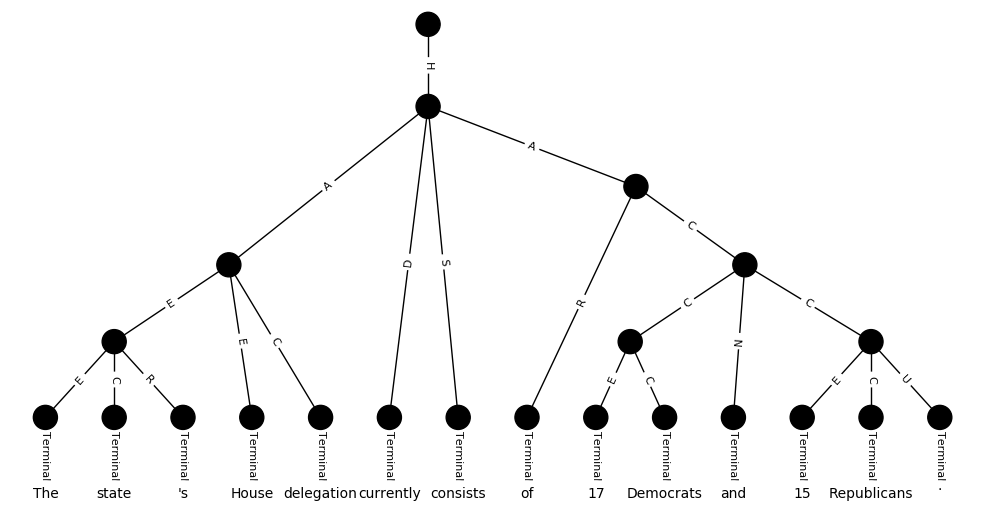 H
A
A
D
S
C
E
E
C
R
C
N
C
E
C
R
E
C
E
C
U
Terminal Terminal Terminal Terminal Terminal Terminal Terminal Terminal Terminal Terminal Terminal Terminal Terminal Terminal
The state 's House delegation currently consists of 17 Democrats and 15 Republicans .